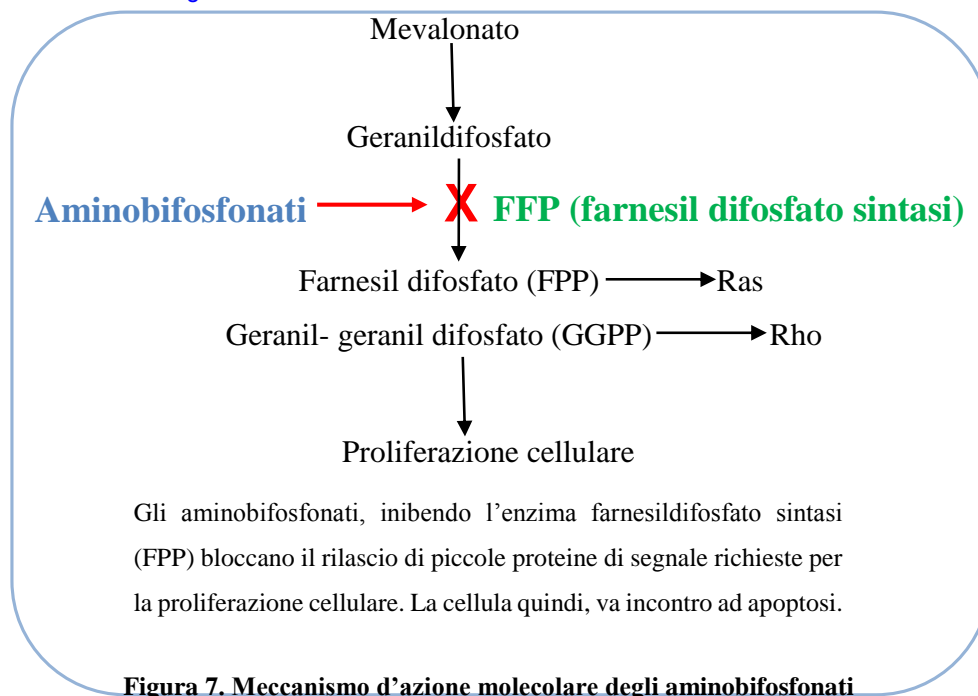 Mevalonato
Geranildifosfato
Aminobifosfonati X FFP (farnesil difosfato sintasi)
Farnesil difosfato (FPP) Ras
Geranil- geranil difosfato (GGPP) Rho
Proliferazione cellulare
Gli aminobifosfonati, inibendo l’enzima farnesildifosfato sintasi
(FPP) bloccano il rilascio di piccole proteine di segnale richieste per
la proliferazione cellulare. La cellula quindi, va incontro ad apoptosi.
Figura 7. Meccanismo d’azione molecolare degli aminobifosfonati